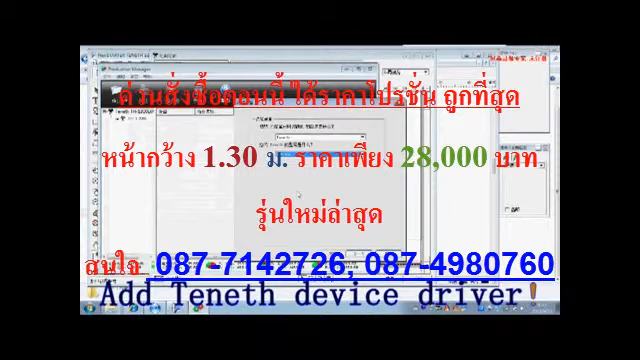 Production Manager
ด่วนสั่งซื้อตอนนี้ ได้ราคาโปรชั่น ถูกที่สุด
หน้ากว้าง 1.30 ม. ราคาเพียง 28,000 บาท
รุ่นใหม่ล่าสุด
สนใจ 087-7142726, 087-4980760
Add Teneth device driver!